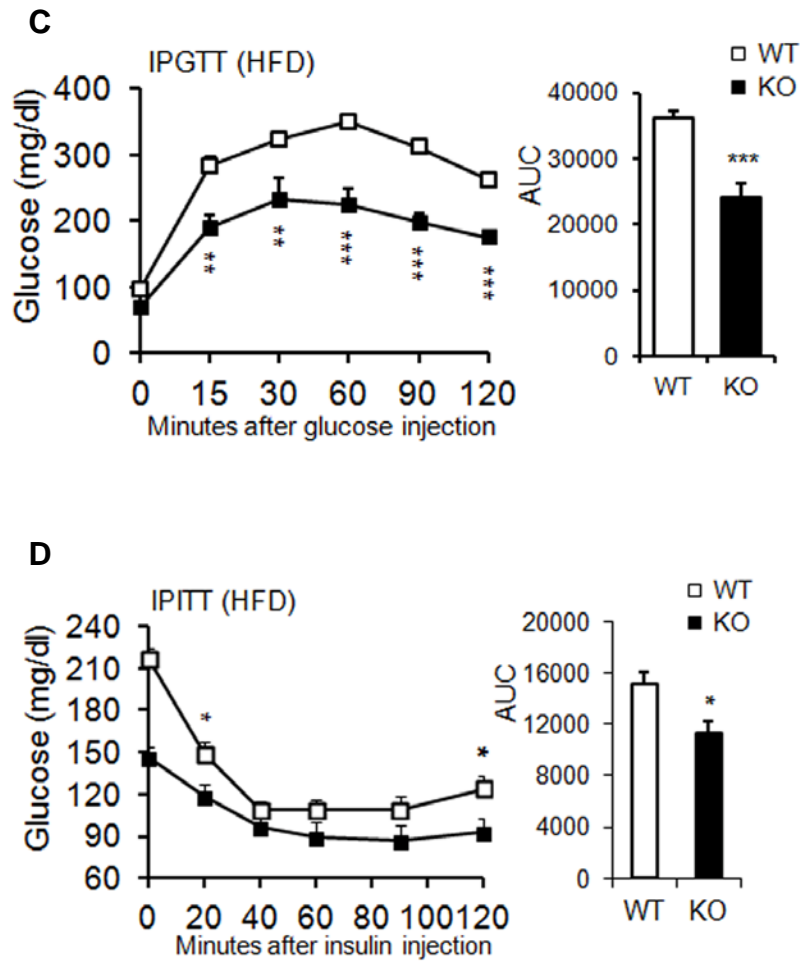 C
IPGTT (HFD)
Glucose (mg/dl)
400
300
200
100
0
0 15 30 60 90 120
Minutes after glucose injection
** ** *** *** ***
WT
KO
AUC
40000
30000
20000
10000
0
***
WT KO
D
IPITT (HFD)
Glucose (mg/dl)
240
210
180
150
120
90
60
0 20 40 60 80 100 120
Minutes after insulin injection
* *
WT
KO
AUC
20000
16000
12000
8000
4000
0
*
WT KO